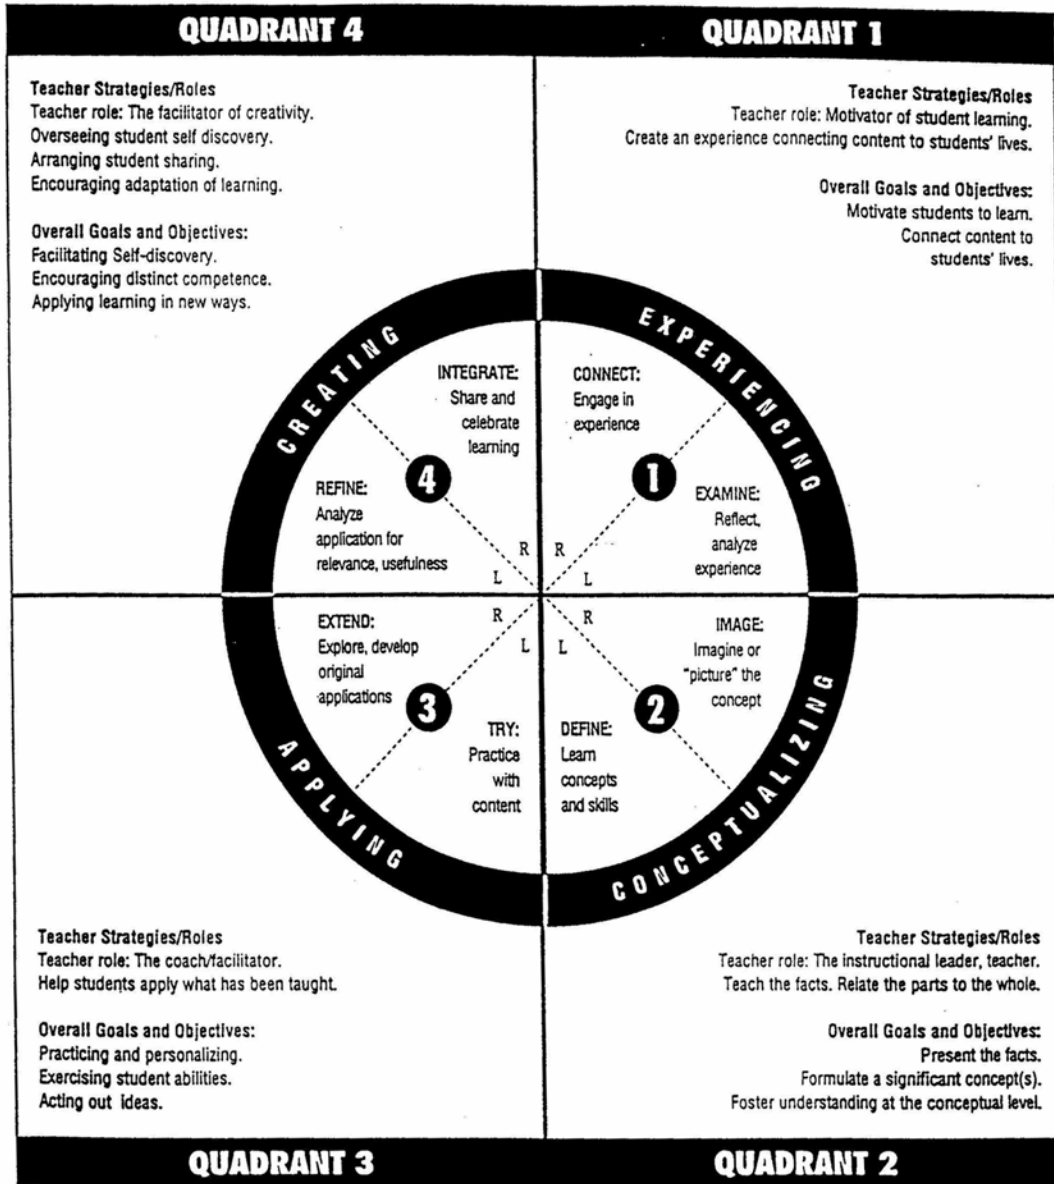 QUADRANT 4
QUADRANT 1
Teacher Strategies/Roles
Teacher role: The facilitator of creativity.
Overseeing student self discovery.
Arranging student sharing.
Encouraging adaptation of learning.
Overall Goals and Objectives:
Facilitating Self-discovery.
Encouraging distinct competence.
Applying learning in new ways.
Teacher Strategies/Roles
Teacher role: Motivator of student learning.
Create an experience connecting content to students' lives.
Overall Goals and Objectives:
Motivate students to learn.
Connect content to
students' lives.
CREATING
EXPERIENCING
INTEGRATE:
Share and
celebrate
learning
CONNECT:
Engage in
experience
4
1
REFINE:
Analyze
application for
relevance, usefulness
EXAMINE:
Reflect,
analyze
experience
R R
L L
EXTEND:
Explore, develop
original
applications
R R
L L
IMAGE:
Imagine or
"picture" the
concept
3
2
TRY:
Practice
with
content
DEFINE:
Learn
concepts
and skills
APPLYING
CONCEPTUALIZING
Teacher Strategies/Roles
Teacher role: The coach/facilitator.
Help students apply what has been taught.
Overall Goals and Objectives:
Practicing and personalizing.
Exercising student abilities.
Acting out ideas.
Teacher Strategies/Roles
Teacher role: The instructional leader, teacher.
Teach the facts. Relate the parts to the whole.
Overall Goals and Objectives:
Present the facts.
Formulate a significant concept(s).
Foster understanding at the conceptual level.
QUADRANT 3
QUADRANT 2